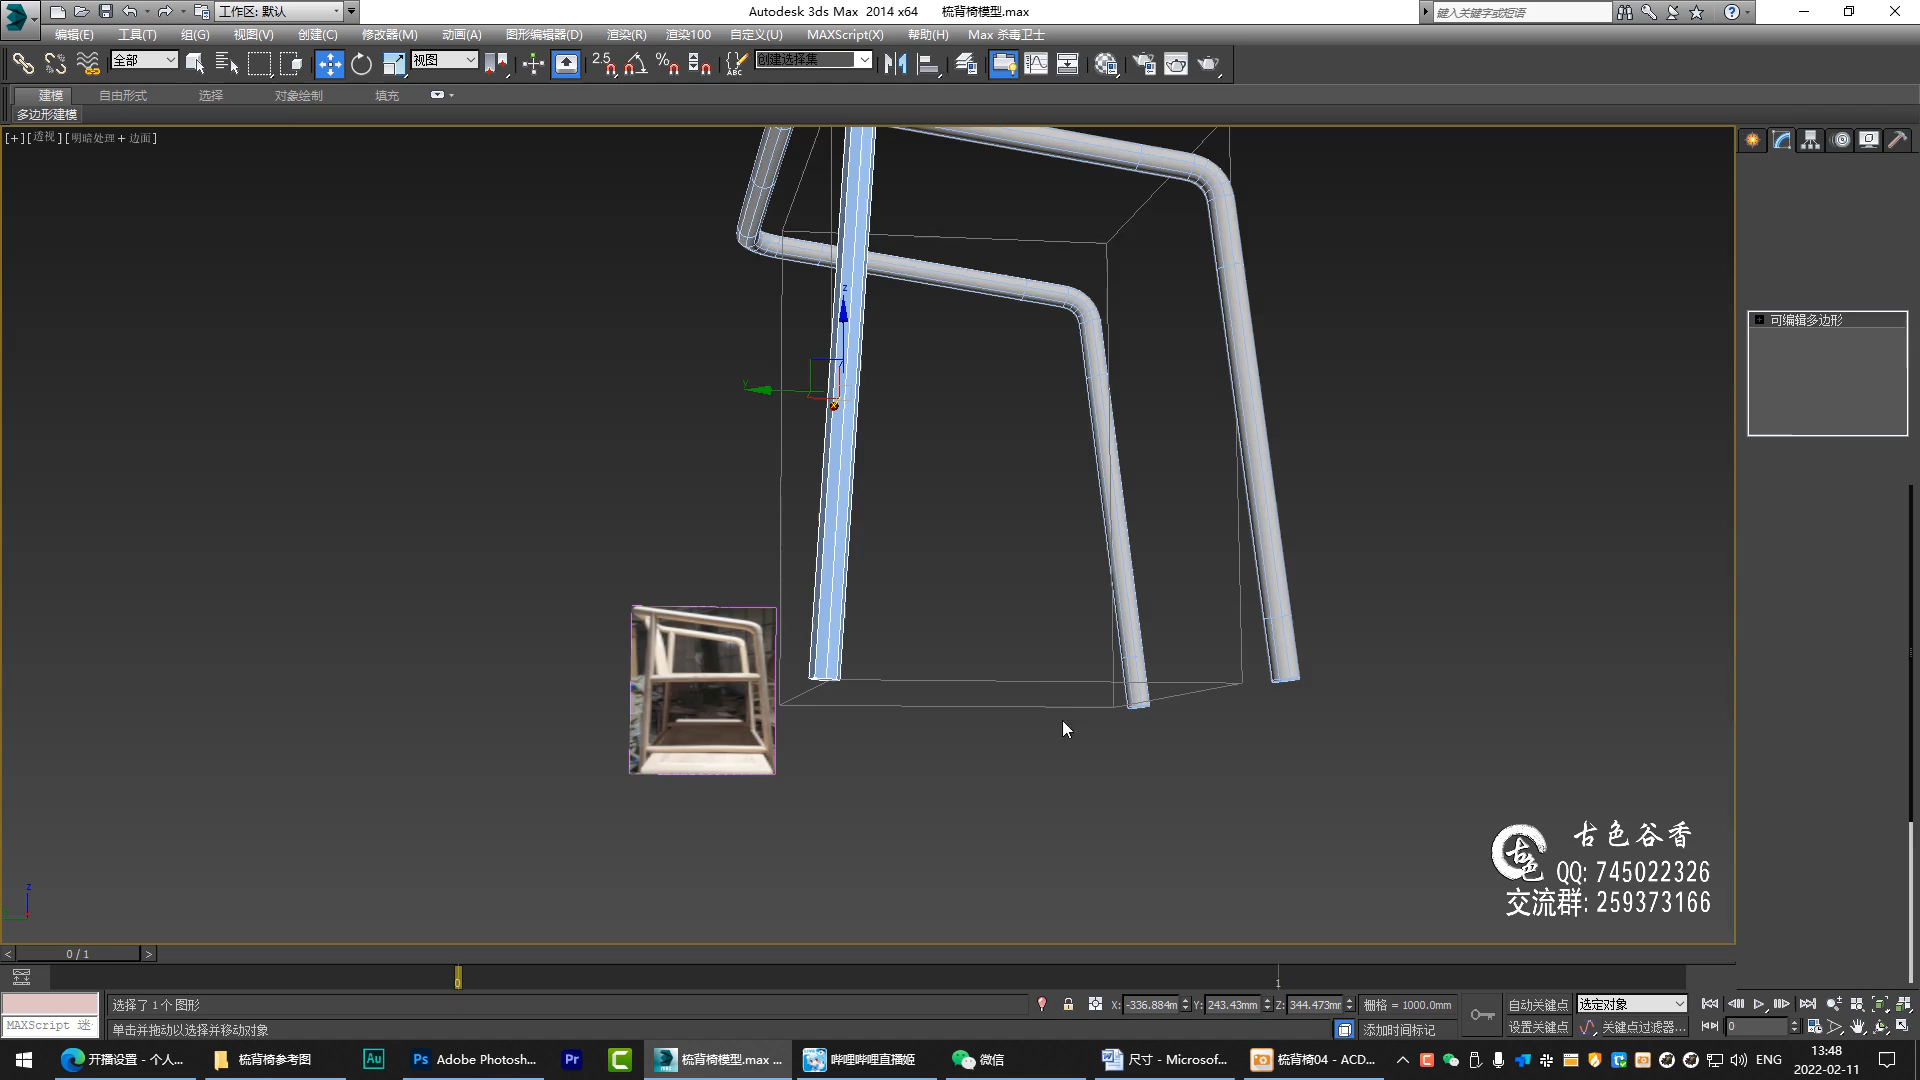 工作区: 默认
Autodesk 3ds Max  2014 x64    梳背椅模型.max
键入关键字或短语
编辑(E)
工具(T)
组(G)
视图(V)
创建(C)
修改器(M)
动画(A)
图形编辑器(D)
渲染(R)
渲染100
自定义(U)
MAXScript(X)
帮助(H)
Max 杀毒卫士
全部
视图
2.5
创建选择集
建模
自由形式
选择
对象绘制
填充
多边形建模
[+][透视][明暗处理 + 边面]
可编辑多边形
z
y
z
古色谷香
QQ: 745022326
交流群: 259373166
0 / 1
0
1
选择了 1 个 图形
X: -336.884mm
Y: 243.43mm
Z: 344.473mm
栅格 = 1000.0mm
自动关键点
选定对象
MAXScript 迷
单击并拖动以选择并移动对象
添加时间标记
设置关键点
关键点过滤器...
0
开播设置 - 个人...
梳背椅参考图
Adobe Photosh...
梳背椅模型.max ...
哔哩哔哩直播姬
微信
尺寸 - Microsof...
梳背椅04 - ACD...
ENG
13:48
2022-02-11